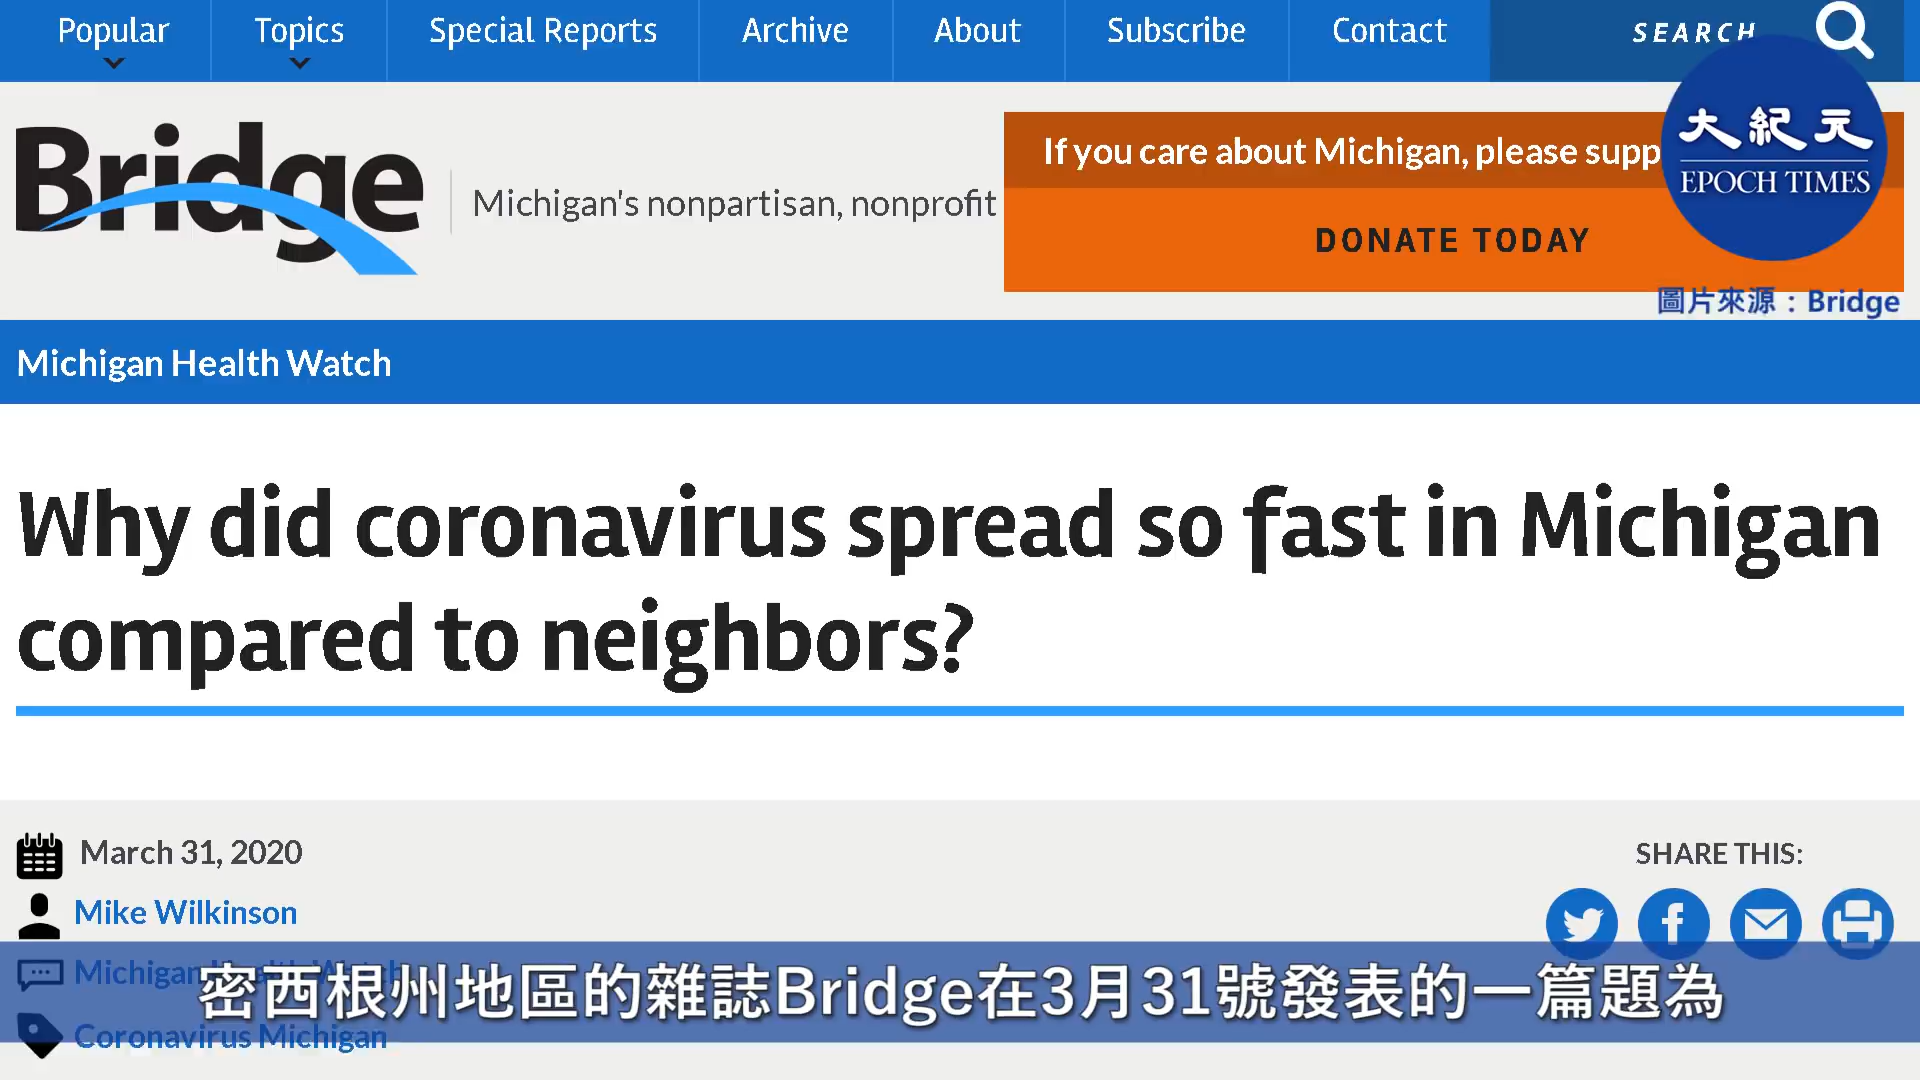 Popular
Topics
Special Reports
Archive
About
Subscribe
Contact
SEARCH
Bridge
Michigan's nonpartisan, nonprofit
If you care about Michigan, please supp
DONATE TODAY
大紀元
EPOCH TIMES
圖片來源：Bridge
Michigan Health Watch
Why did coronavirus spread so fast in Michigan
compared to neighbors?
March 31, 2020
SHARE THIS:
Mike Wilkinson
Michigan Health Watch
密西根州地區的雜誌Bridge在3月31號發表的一篇題為
Coronavirus Michigan